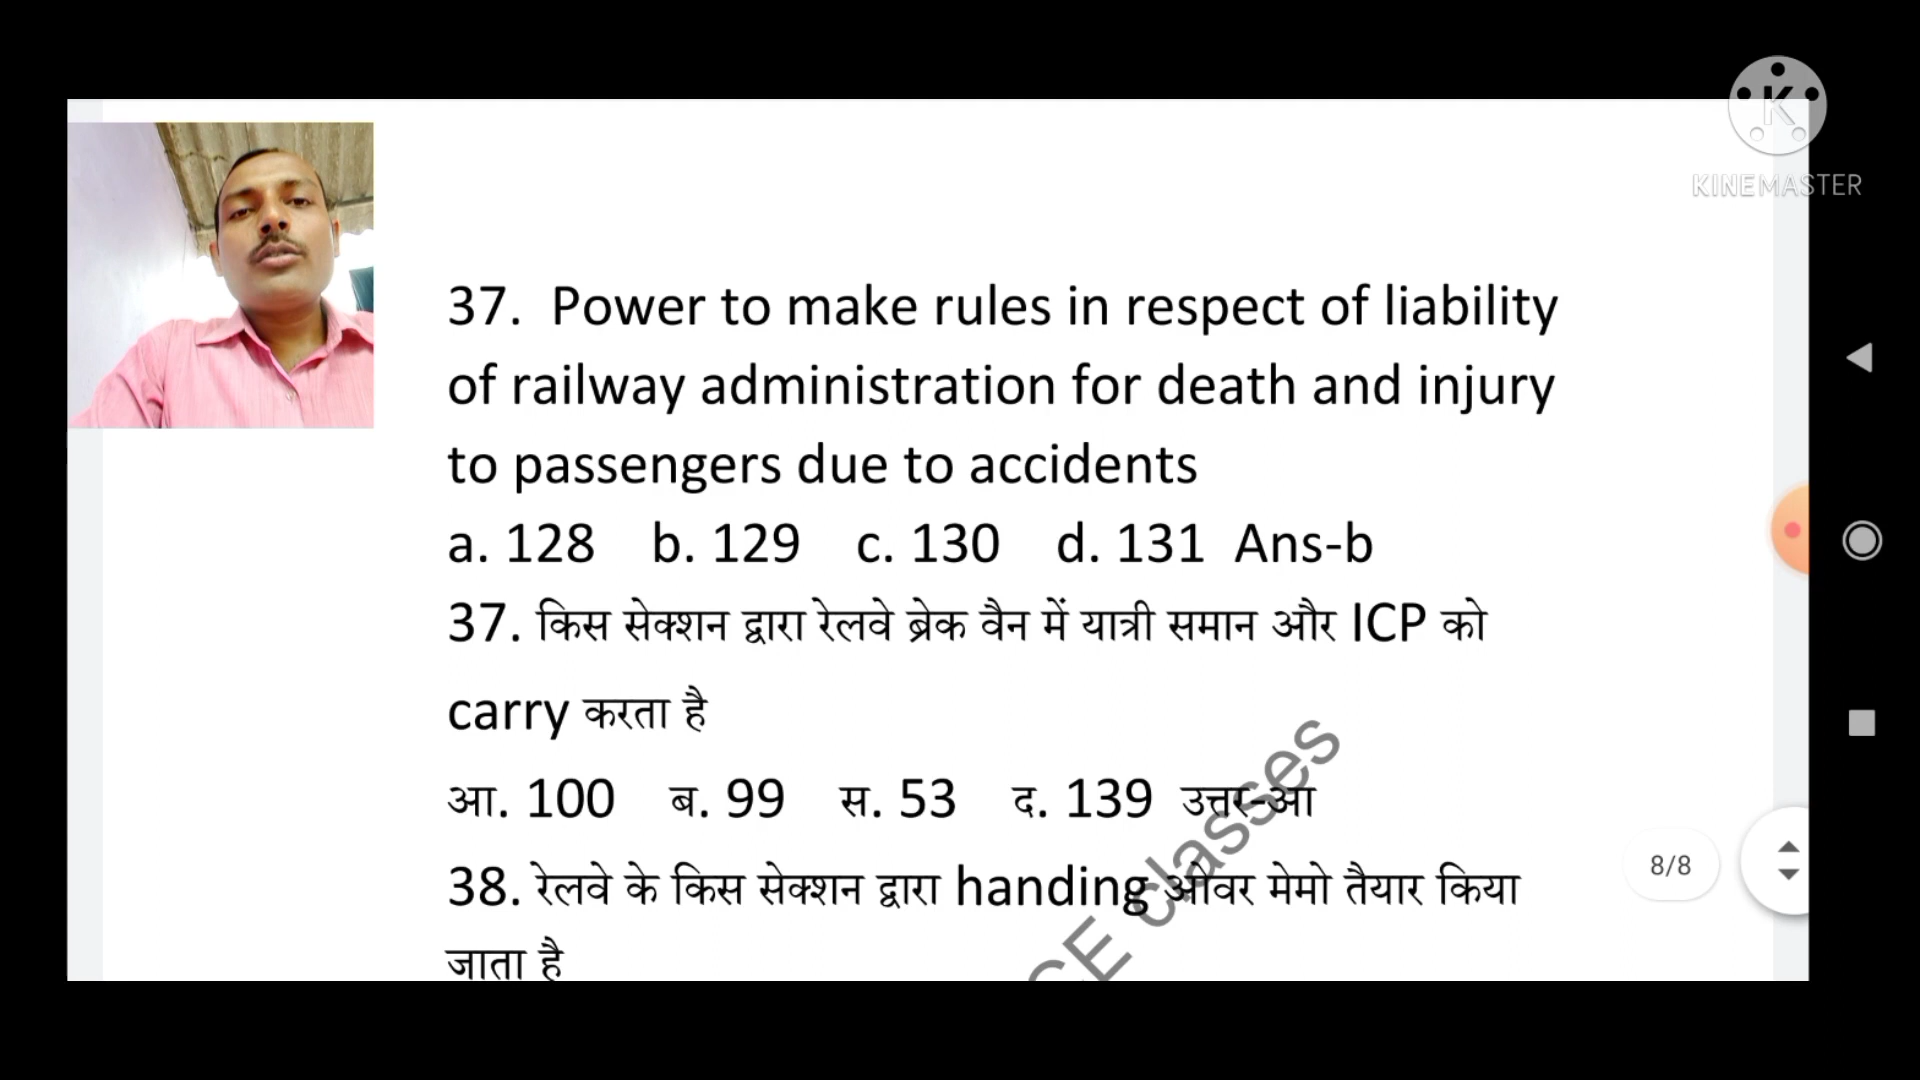 KINEMASTER
37. Power to make rules in respect of liability
of railway administration for death and injury
to passengers due to accidents
a. 128 b. 129 c. 130 d. 131 Ans-b
37. किस सेक्शन द्वारा रेलवे ब्रेक वैन में यात्री समान और ICP को
carry करता है
आ. 100 ब. 99 स. 53 द. 139 उत्तर-आ
38. रेलवे के किस सेक्शन द्वारा handing ओवर मेमो तैयार किया
जाता है
CE classes
8/8